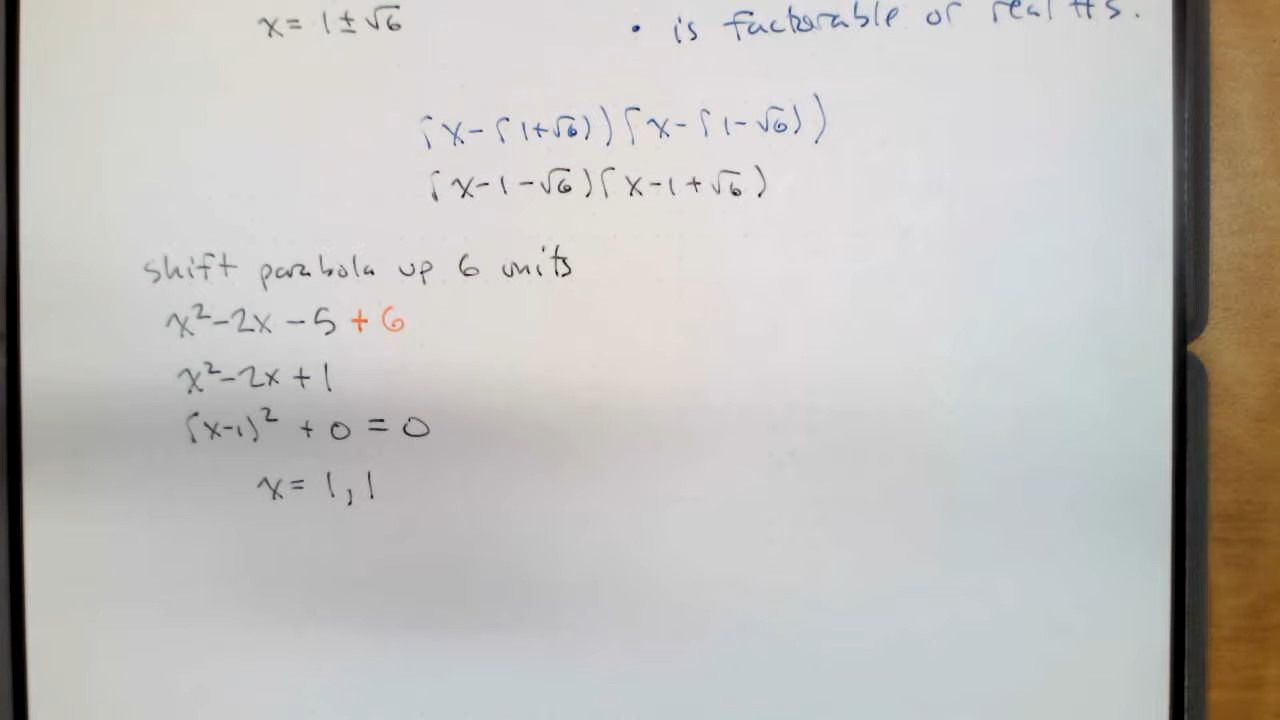 x = 1 ± √6
• is factorable or real #s.
(x-(1+√6))(x-(1-√6))
(x-1-√6)(x-1+√6)
shift parabola up 6 units
x²-2x-5+6
x²-2x+1
(x-1)²+0=0
x=1,1